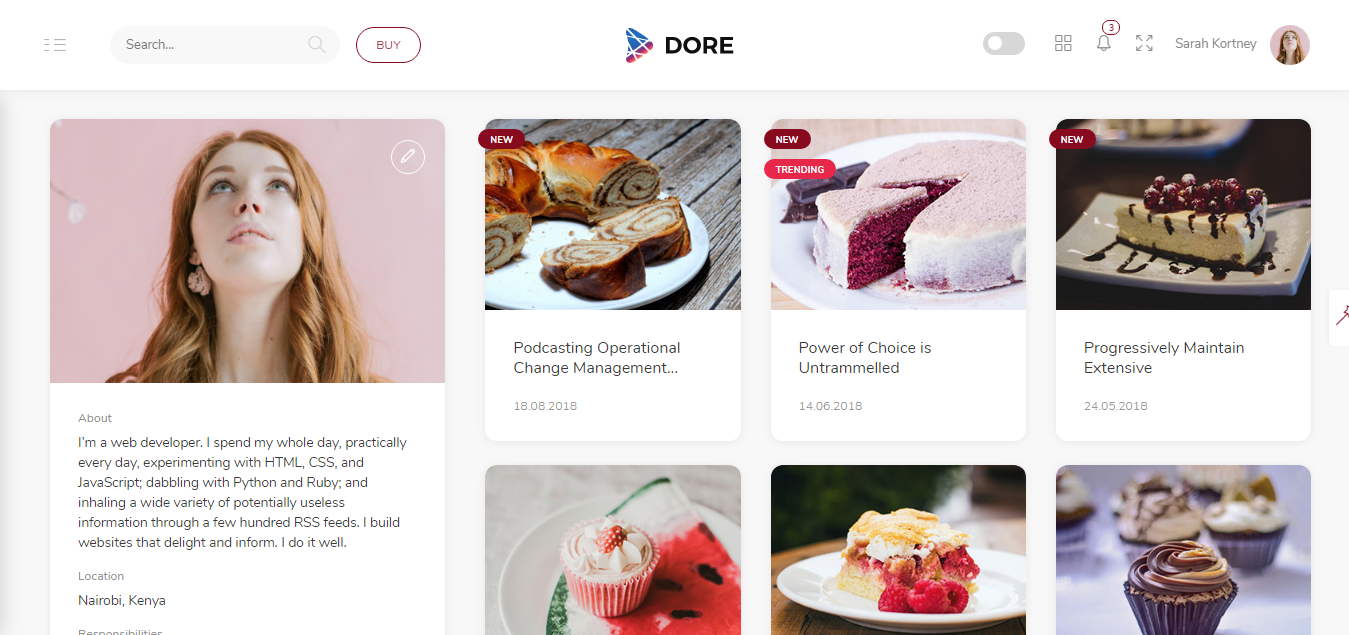 Search...
BUY
DORE
3
Sarah Kortney
NEW
NEW
TRENDING
NEW
Podcasting Operational
Change Management...
18.08.2018
Power of Choice is
Untrammelled
14.06.2018
Progressively Maintain
Extensive
24.05.2018
About
I'm a web developer. I spend my whole day, practically
every day, experimenting with HTML, CSS, and
JavaScript; dabbling with Python and Ruby; and
inhaling a wide variety of potentially useless
information through a few hundred RSS feeds. I build
websites that delight and inform. I do it well.
Location
Nairobi, Kenya
Responsibilities